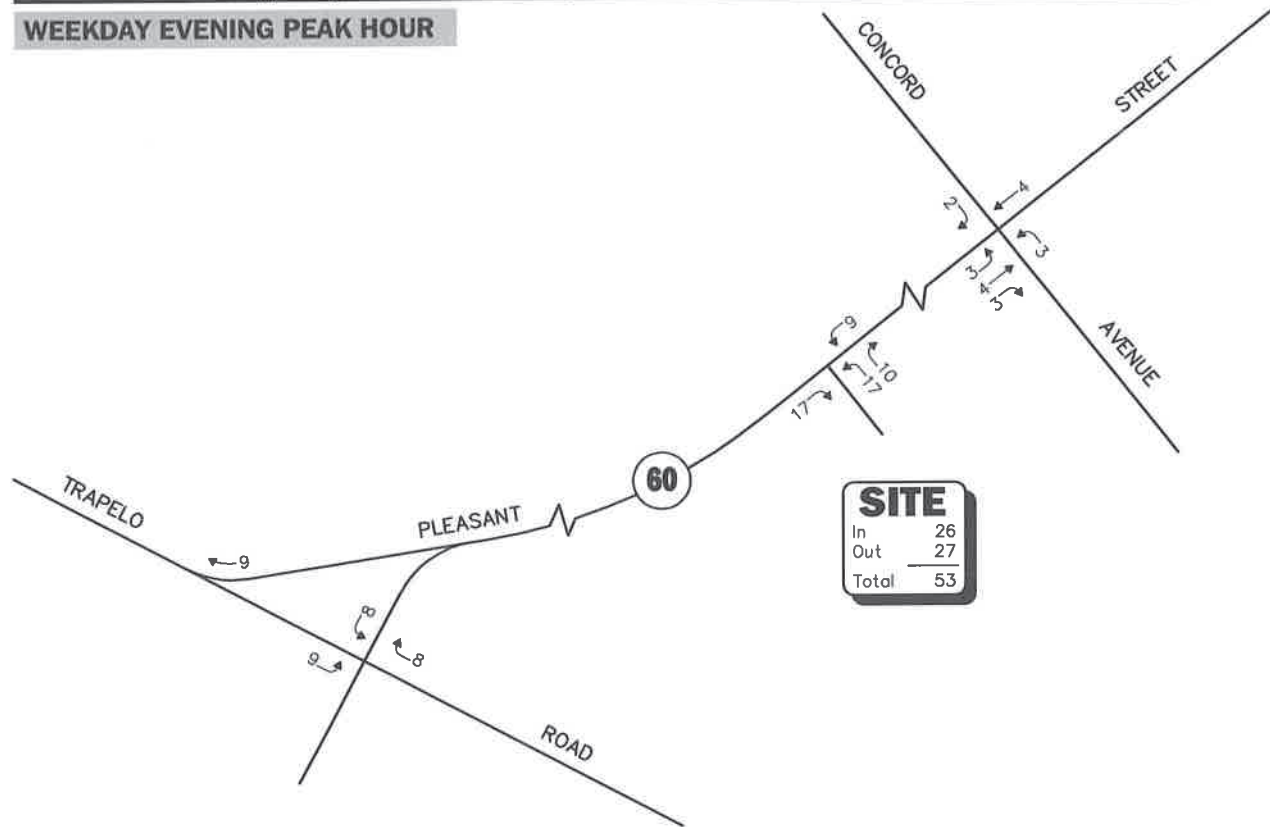 WEEKDAY EVENING PEAK HOUR
CONCORD
STREET
4
2
3
3
4
3
AVENUE
9
10
17
17
60
SITE
In 26
Out 27
Total 53
TRAPELO
PLEASANT
9
8
8
9
ROAD